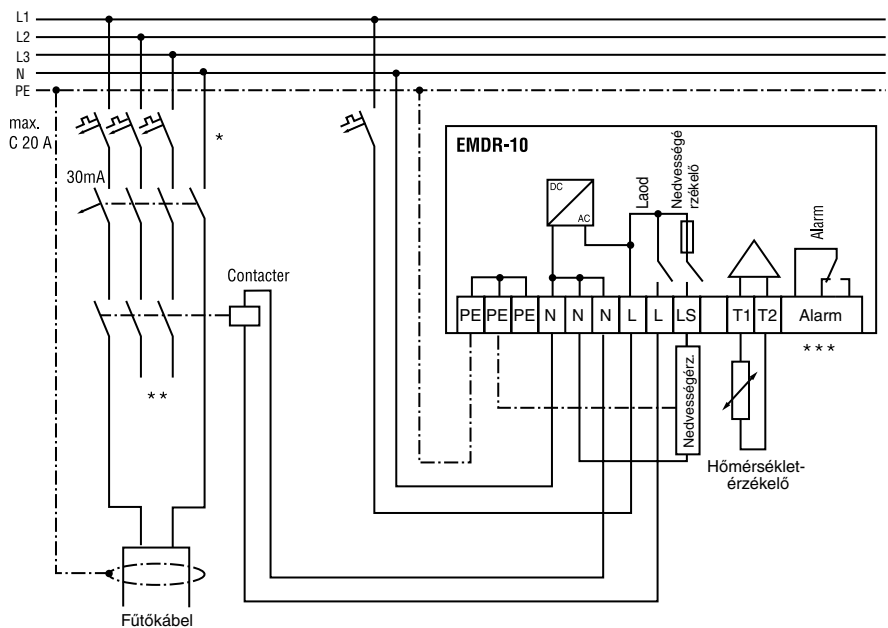 L1
L2
L3
N
PE
max.
C 20 A
*
30mA
EMDR-10
DC
AC
Laod
Nedvességé
rzékelő
Alarm
Contacter
PE PE PE N N N L L LS T1 T2 Alarm
* * *
* *
Nedvességérz.
Hőmérséklet-
érzékelő
Fűtőkábel